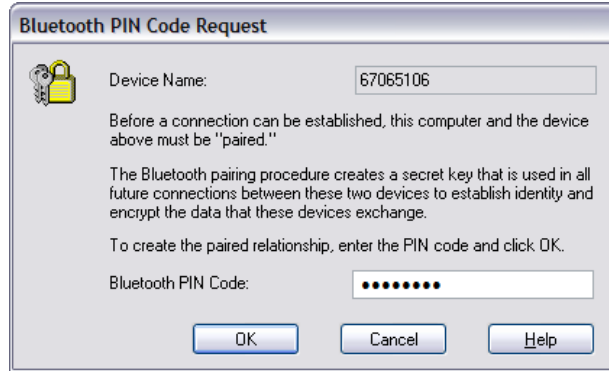 Bluetooth PIN Code Request
Device Name: 67065106
Before a connection can be established, this computer and the device
above must be "paired."
The Bluetooth pairing procedure creates a secret key that is used in all
future connections between these two devices to establish identity and
encrypt the data that these devices exchange.
To create the paired relationship, enter the PIN code and click OK.
Bluetooth PIN Code: ••••••••
OK Cancel Help